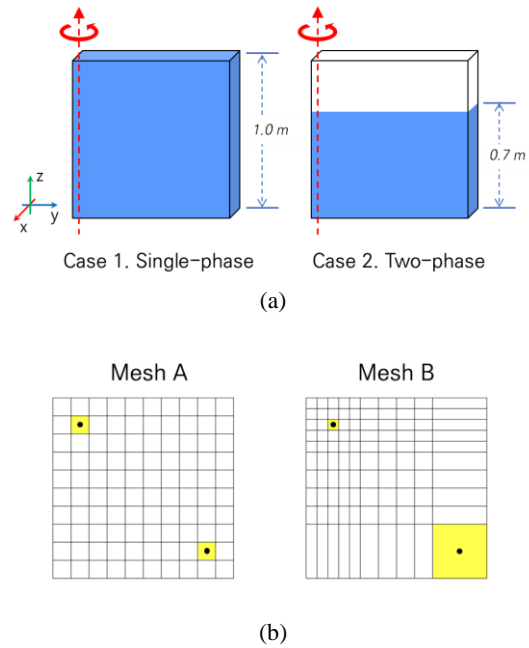 1.0 m
0.7 m
z
y
x
Case 1. Single-phase
Case 2. Two-phase
(a)
Mesh A
Mesh B
(b)